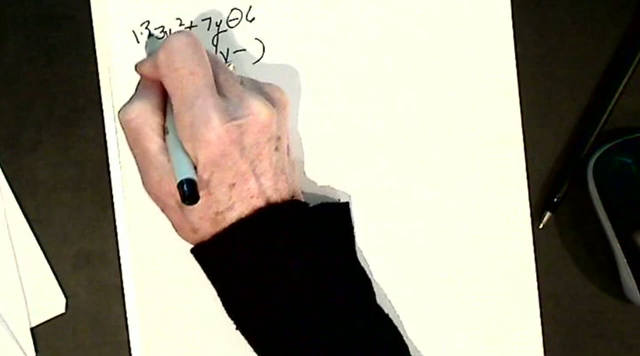 3y² + 7y - 6
y - )